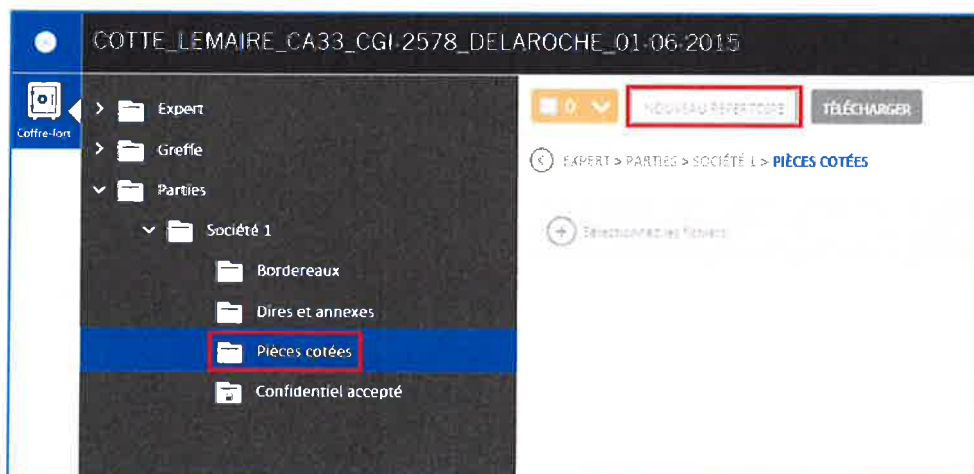 COTTE_LEMAIRE_CA33_CGI-2578_DELAROCHE_01-06-2015
Coffre-fort
Expert
Greffe
Parties
Société 1
Bordereaux
Dires et annexes
Pièces cotées
Confidentiel accepté
0
NOUVEAU RÉPERTOIRE
TÉLÉCHARGER
EXPERT > PARTIES > SOCIÉTÉ 1 > PIÈCES COTÉES
Sélectionnez les fichiers